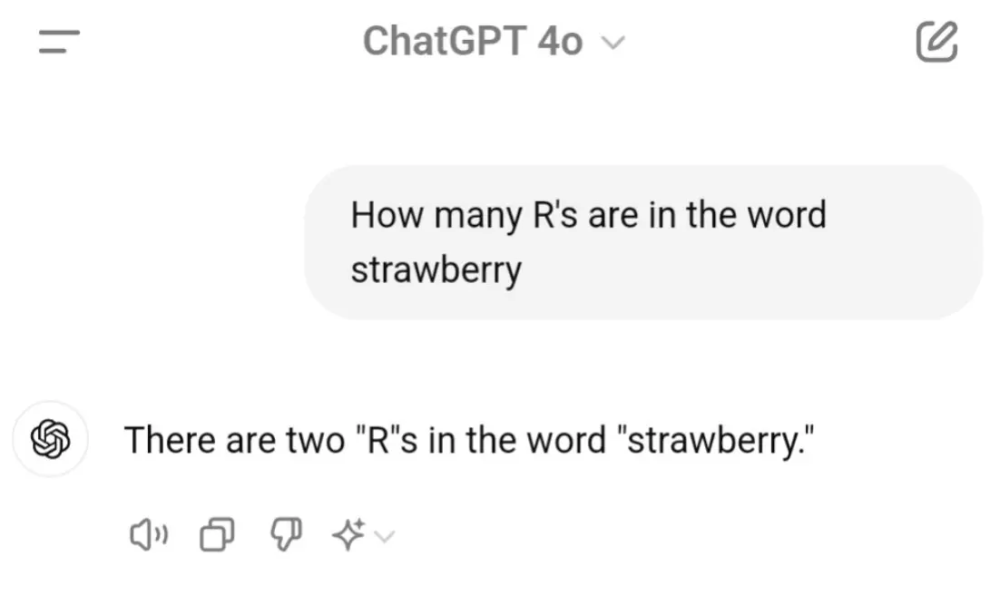 ChatGPT 4o
How many R's are in the word
strawberry
There are two "R"s in the word "strawberry."